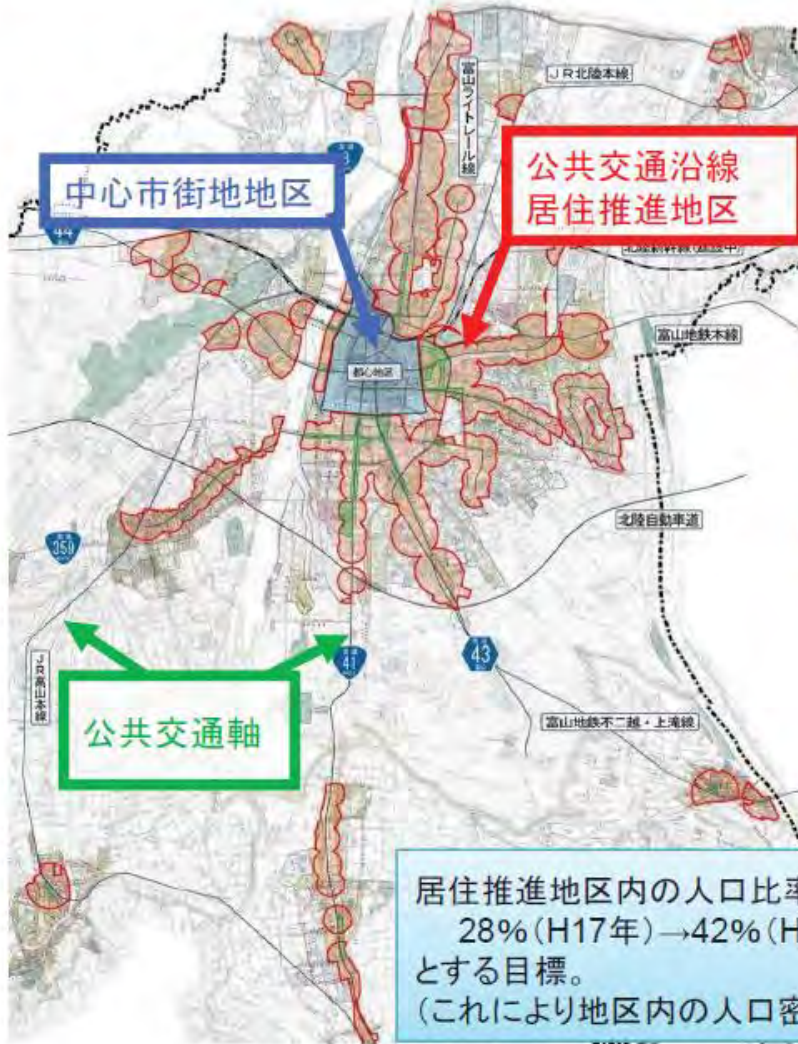 富山ライトレール線
JR北陸本線
8
中心市街地地区
公共交通沿線
居住推進地区
44
富山地鉄本線
都心地区
北陸自動車道
国道
359
JR高山本線
国道
41
43
公共交通軸
富山地鉄不二越・上滝線
居住推進地区内の人口比率
28%(H17年)→42%(H
とする目標。
(これにより地区内の人口密